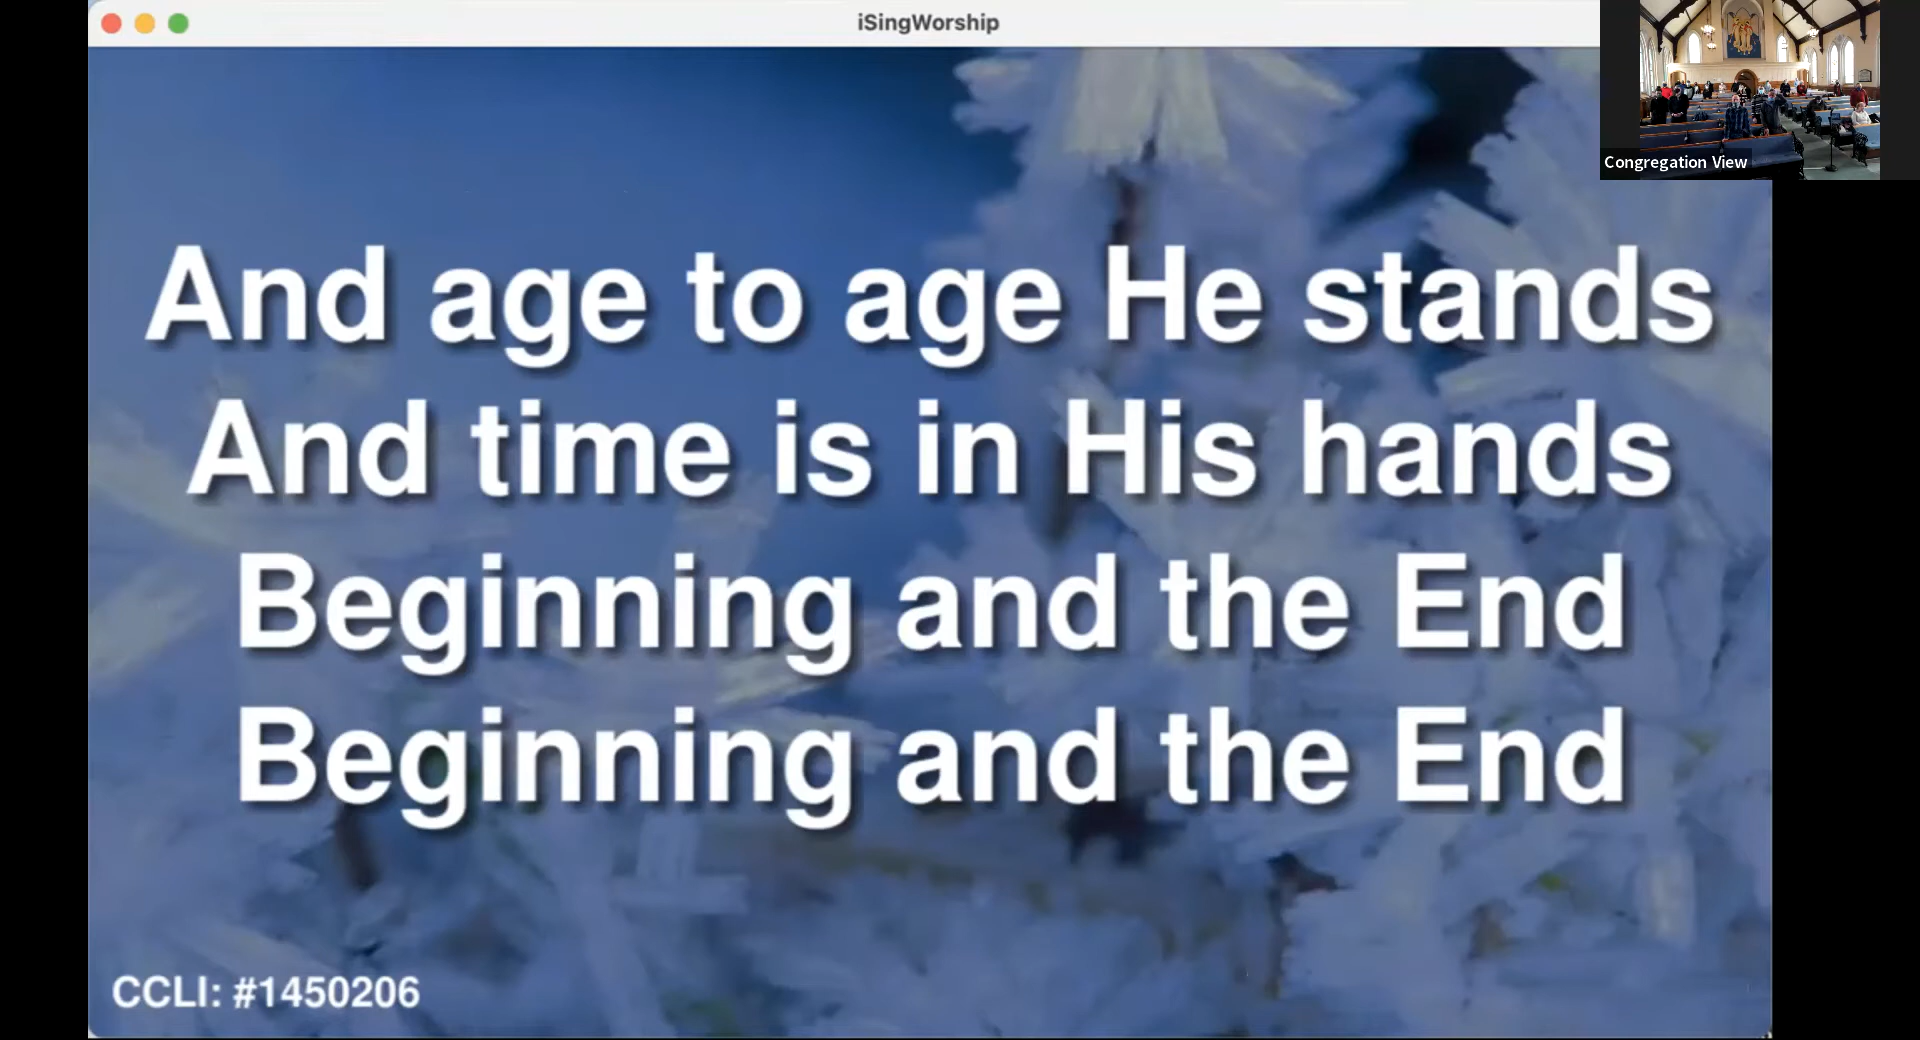 iSingWorship
Congregation View
And age to age He stands
And time is in His hands
Beginning and the End
Beginning and the End
CCLI: #1450206